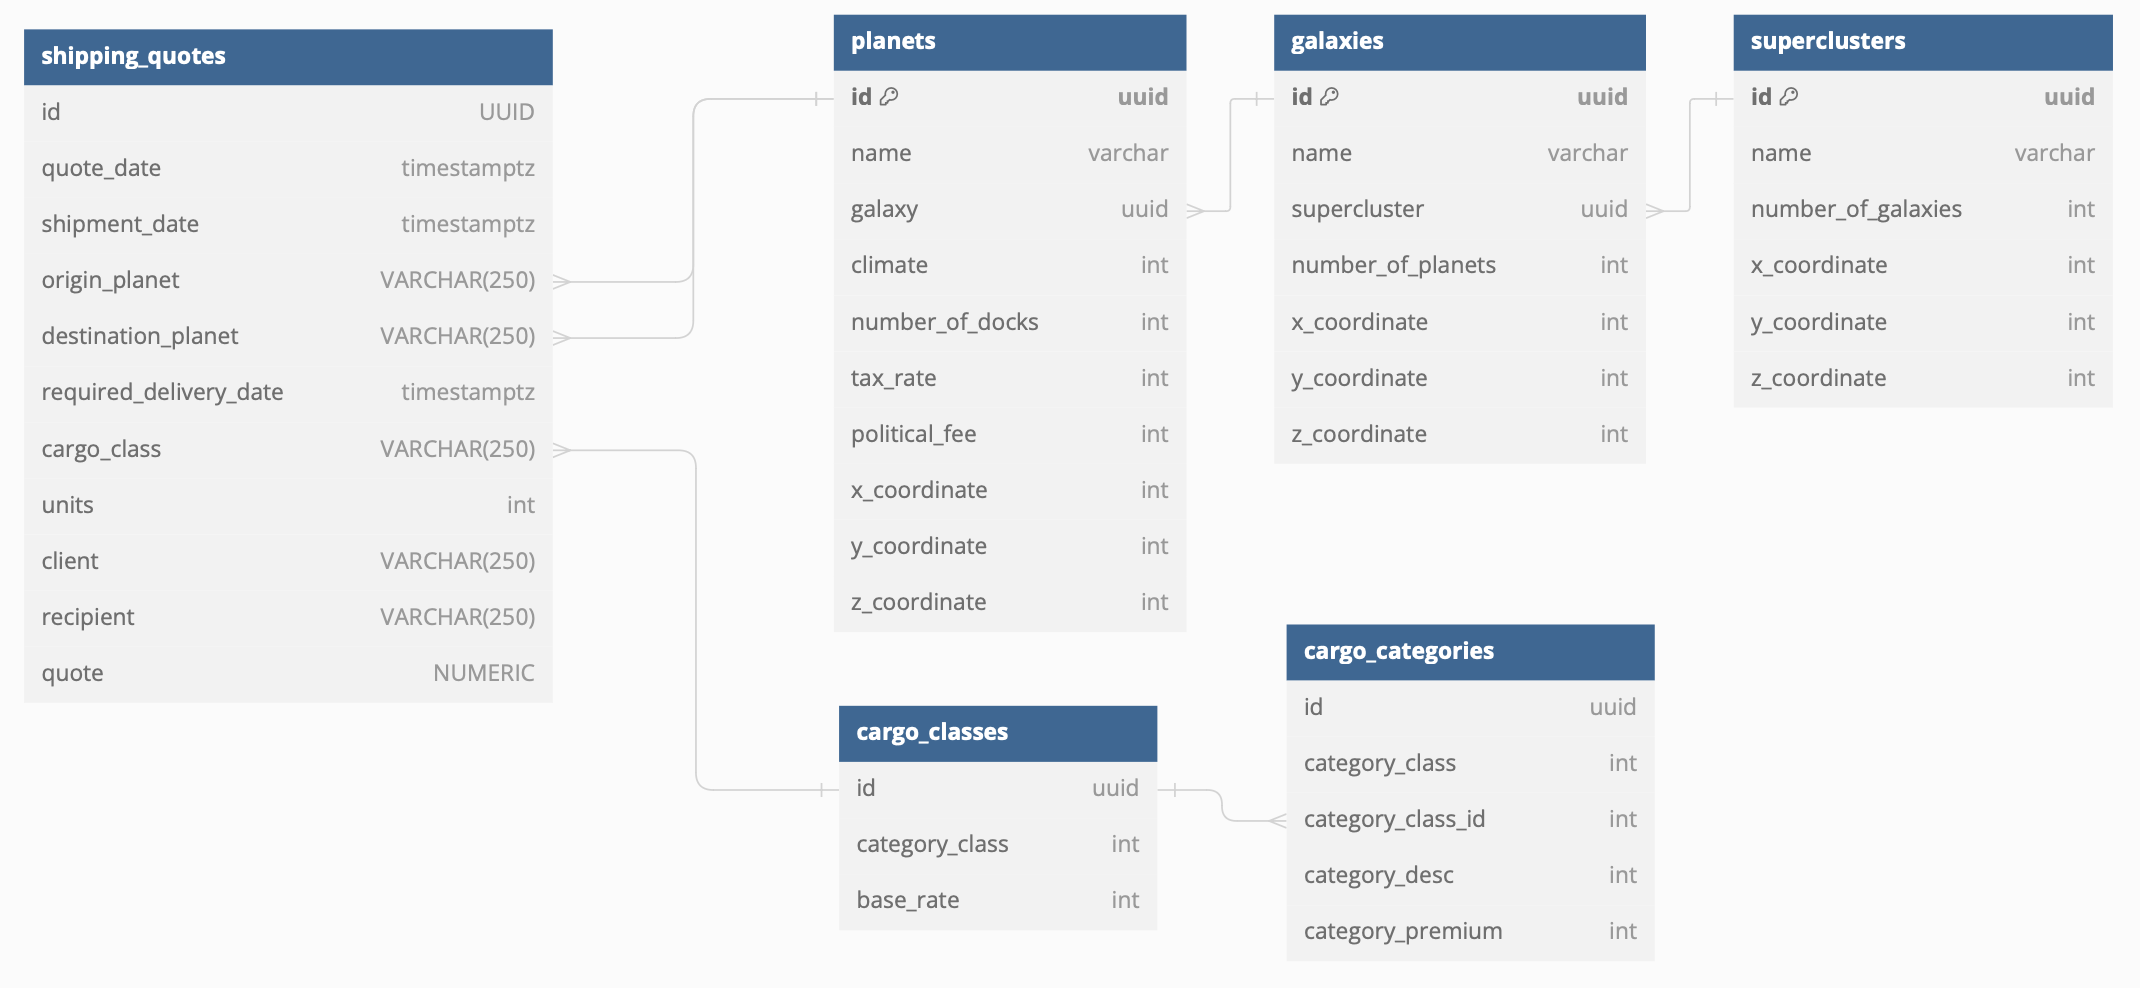 shipping_quotes
id UUID
quote_date timestamptz
shipment_date timestamptz
origin_planet VARCHAR(250)
destination_planet VARCHAR(250)
required_delivery_date timestamptz
cargo_class VARCHAR(250)
units int
client VARCHAR(250)
recipient VARCHAR(250)
quote NUMERIC
planets
id uuid
name varchar
galaxy uuid
climate int
number_of_docks int
tax_rate int
political_fee int
x_coordinate int
y_coordinate int
z_coordinate int
galaxies
id uuid
name varchar
supercluster uuid
number_of_planets int
x_coordinate int
y_coordinate int
z_coordinate int
superclusters
id uuid
name varchar
number_of_galaxies int
x_coordinate int
y_coordinate int
z_coordinate int
cargo_classes
id uuid
category_class int
base_rate int
cargo_categories
id uuid
category_class int
category_class_id int
category_desc int
category_premium int